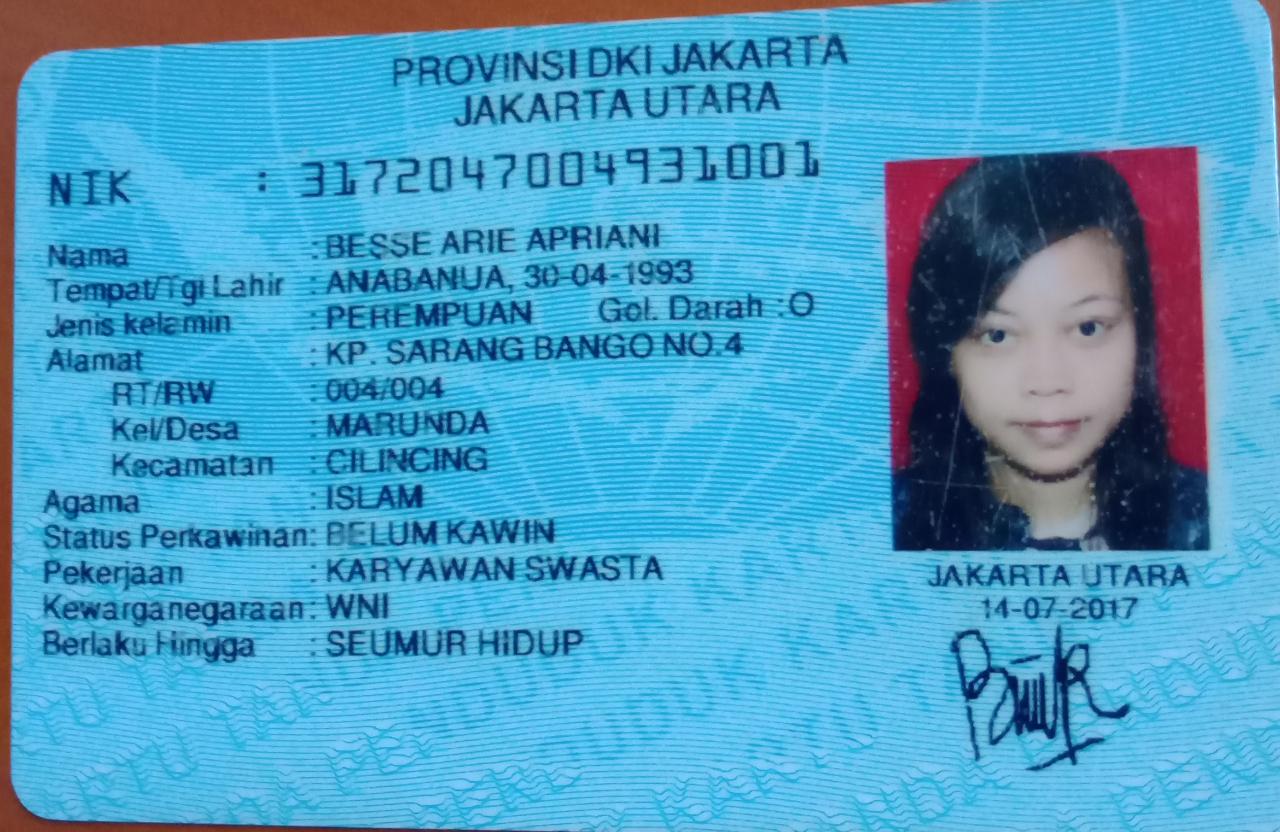 PROVINSI DKI JAKARTA
JAKARTA UTARA
NIK : 3172047004931001
Nama : BESSE ARIE APRIANI
Tempat/Tgl Lahir : ANABANUA, 30-04-1993
Jenis kelamin : PEREMPUAN Gol. Darah : O
Alamat : KP. SARANG BANGO NO.4
RT/RW : 004/004
Kel/Desa : MARUNDA
Kecamatan : CILINCING
Agama : ISLAM
Status Perkawinan: BELUM KAWIN
Pekerjaan : KARYAWAN SWASTA
Kewarganegaraan: WNI
Berlaku Hingga : SEUMUR HIDUP
JAKARTA UTARA
14-07-2017